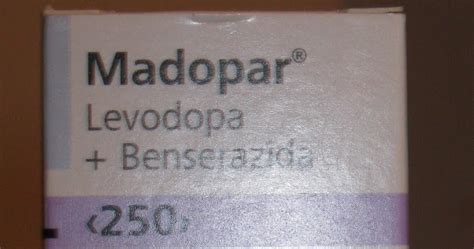 Madopar®
Levodopa
+ Benserazida
‹250›